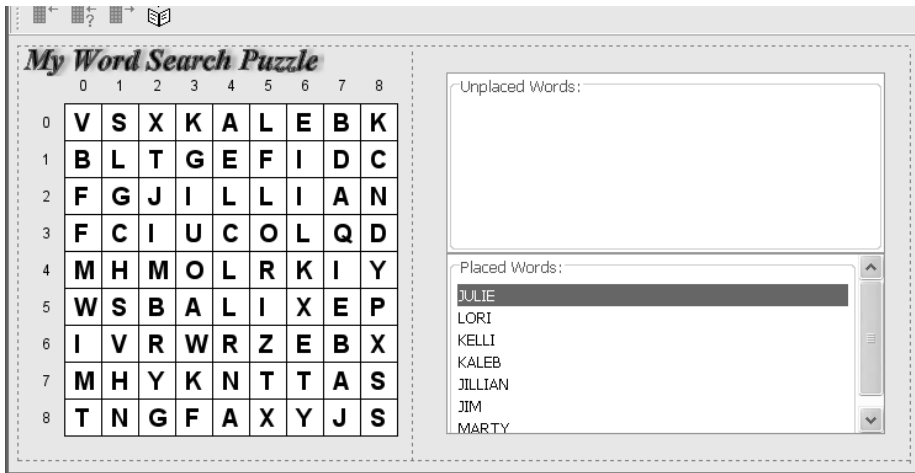 My Word Search Puzzle
0 1 2 3 4 5 6 7 8
0 V S X K A L E B K
1 B L T G E F I D C
2 F G J I L L I A N
3 F C I U C O L Q D
4 M H M O L R K I Y
5 W S B A L I X E P
6 I V R W R Z E B X
7 M H Y K N T T A S
8 T N G F A X Y J S
Unplaced Words:
Placed Words:
JULIE
LORI
KELLI
KALEB
JILLIAN
JIM
MARTY